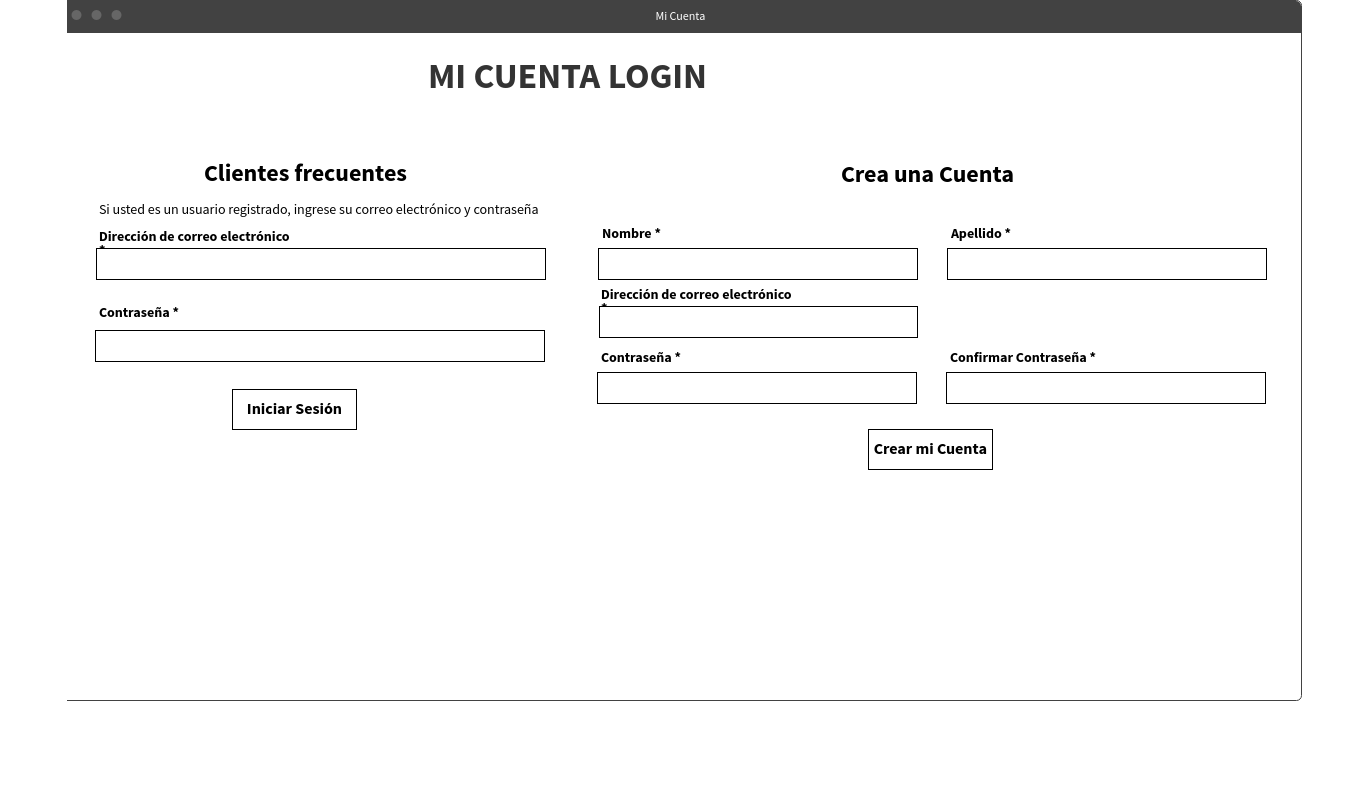 Mi Cuenta
MI CUENTA LOGIN
Clientes frecuentes
Si usted es un usuario registrado, ingrese su correo electrónico y contraseña
Dirección de correo electrónico
*
Contraseña *
Iniciar Sesión
Crea una Cuenta
Nombre *
Apellido *
Dirección de correo electrónico
*
Contraseña *
Confirmar Contraseña *
Crear mi Cuenta